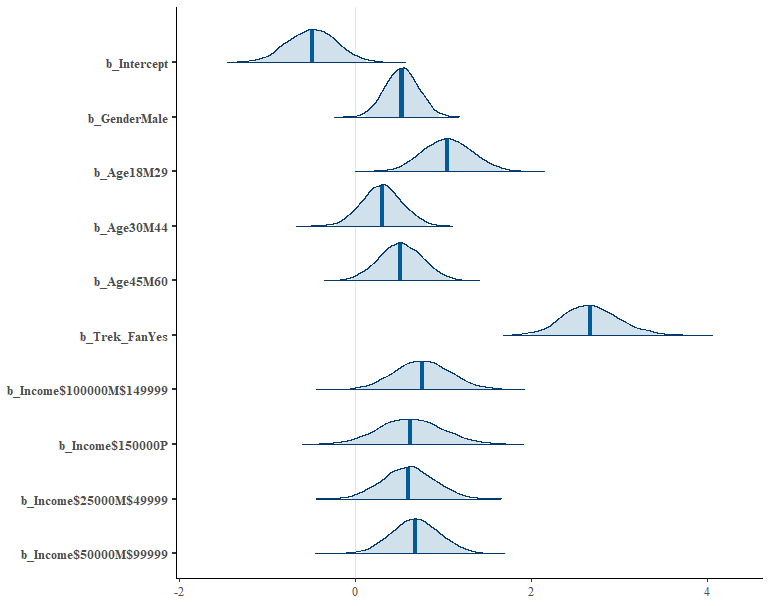 b_Intercept
b_GenderMale
b_Age18M29
b_Age30M44
b_Age45M60
b_Trek_FanYes
b_Income$100000M$149999
b_Income$150000P
b_Income$25000M$49999
b_Income$50000M$99999
-2 0 2 4